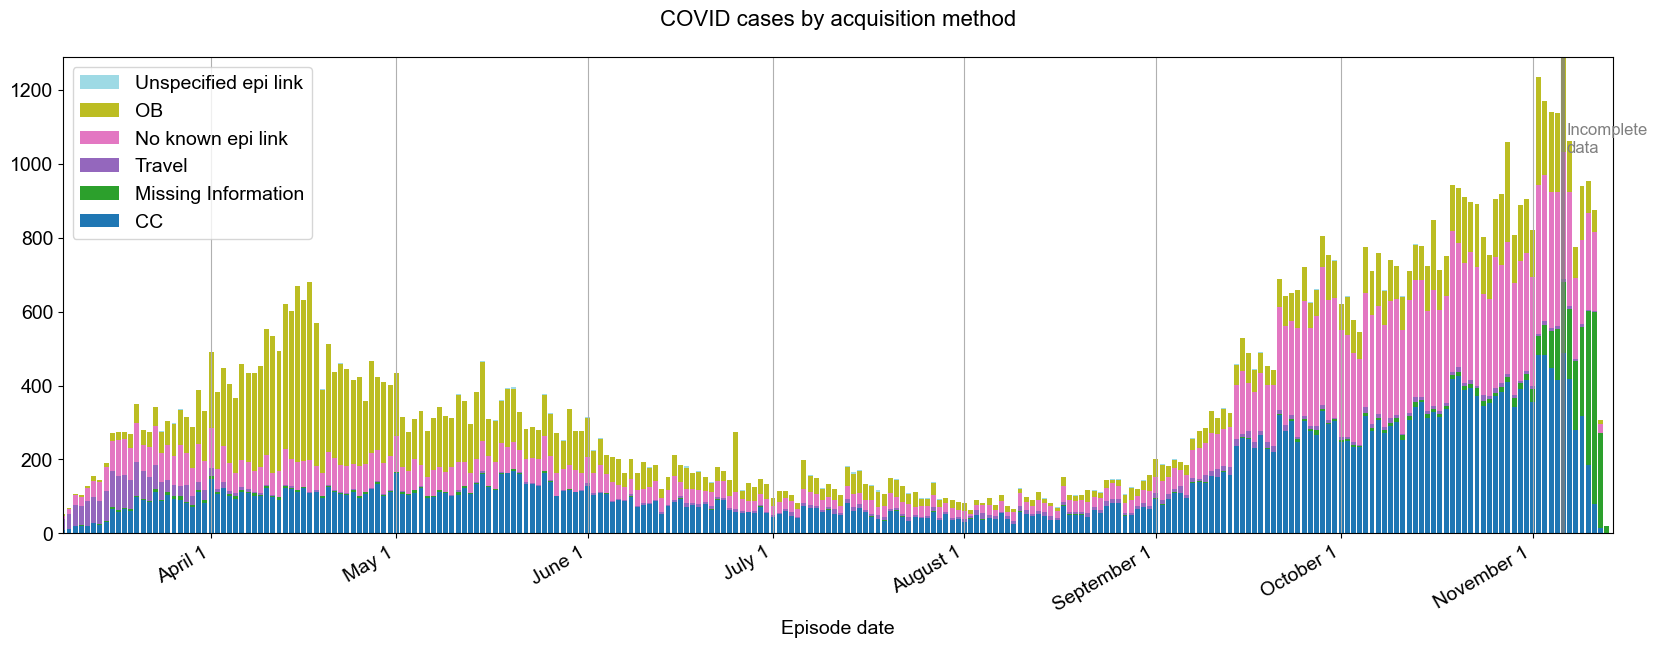 COVID cases by acquisition method
Unspecified epi link
OB
No known epi link
Travel
Missing Information
CC
Incomplete
data
1200
1000
800
600
400
200
0
April 1
May 1
June 1
July 1
August 1
September 1
October 1
November 1
Episode date